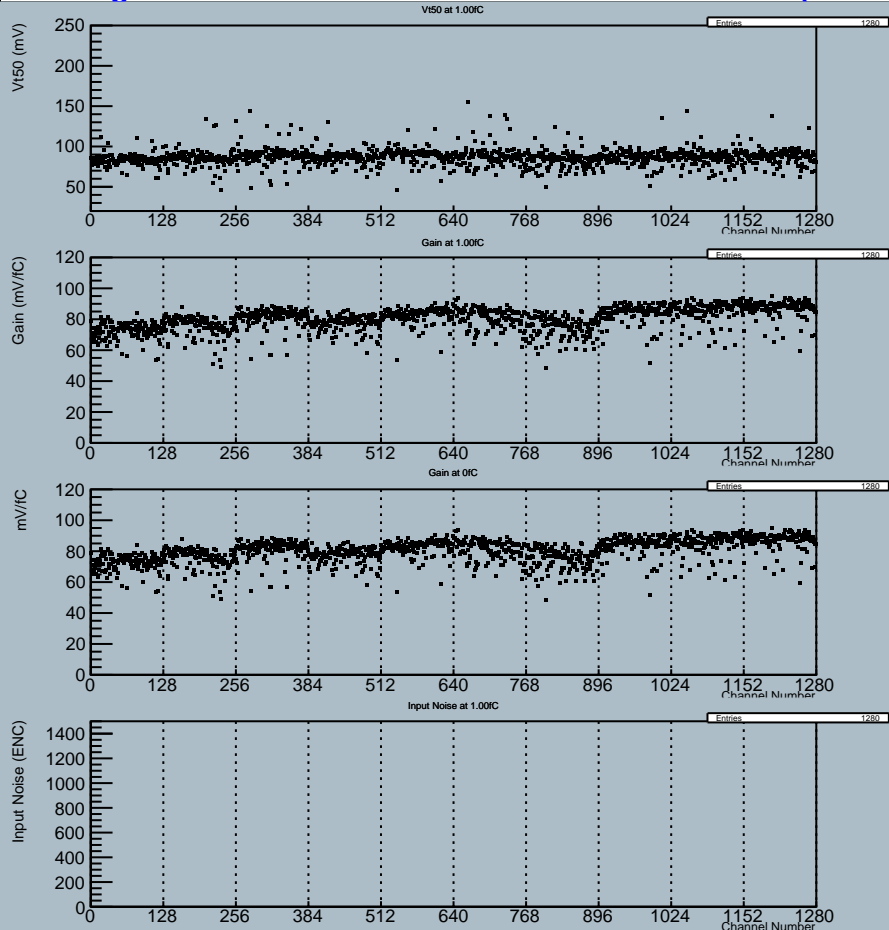 Vt50 at 1.00fC
Entries 1280
Vt50 (mV)
250
200
150
100
50
0 128 256 384 512 640 768 896 1024 1152 1280
Channel Number
Gain at 1.00fC
Entries 1280
Gain (mV/fC)
120
100
80
60
40
20
0
0 128 256 384 512 640 768 896 1024 1152 1280
Channel Number
Gain at 0fC
Entries 1280
mV/fC
120
100
80
60
40
20
0
0 128 256 384 512 640 768 896 1024 1152 1280
Channel Number
Input Noise at 1.00fC
Entries 1280
Input Noise (ENC)
1400
1200
1000
800
600
400
200
0
0 128 256 384 512 640 768 896 1024 1152 1280
Channel Number